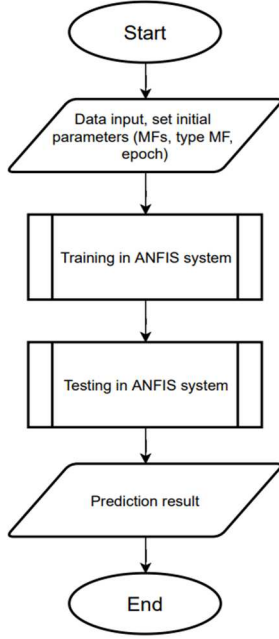 Start
Data input, set initial
parameters (MFs, type MF,
epoch)
Training in ANFIS system
Testing in ANFIS system
Prediction result
End